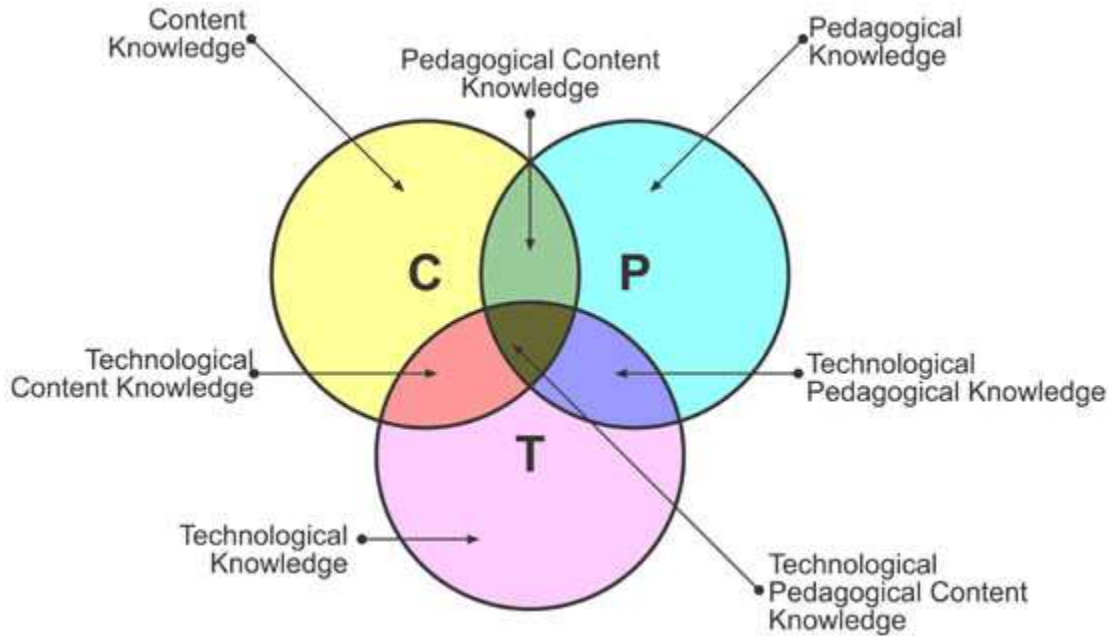 Content
Knowledge
Pedagogical Content
Knowledge
Pedagogical
Knowledge
C
P
Technological
Content Knowledge
Technological
Pedagogical Knowledge
T
Technological
Knowledge
Technological
Pedagogical Content
Knowledge